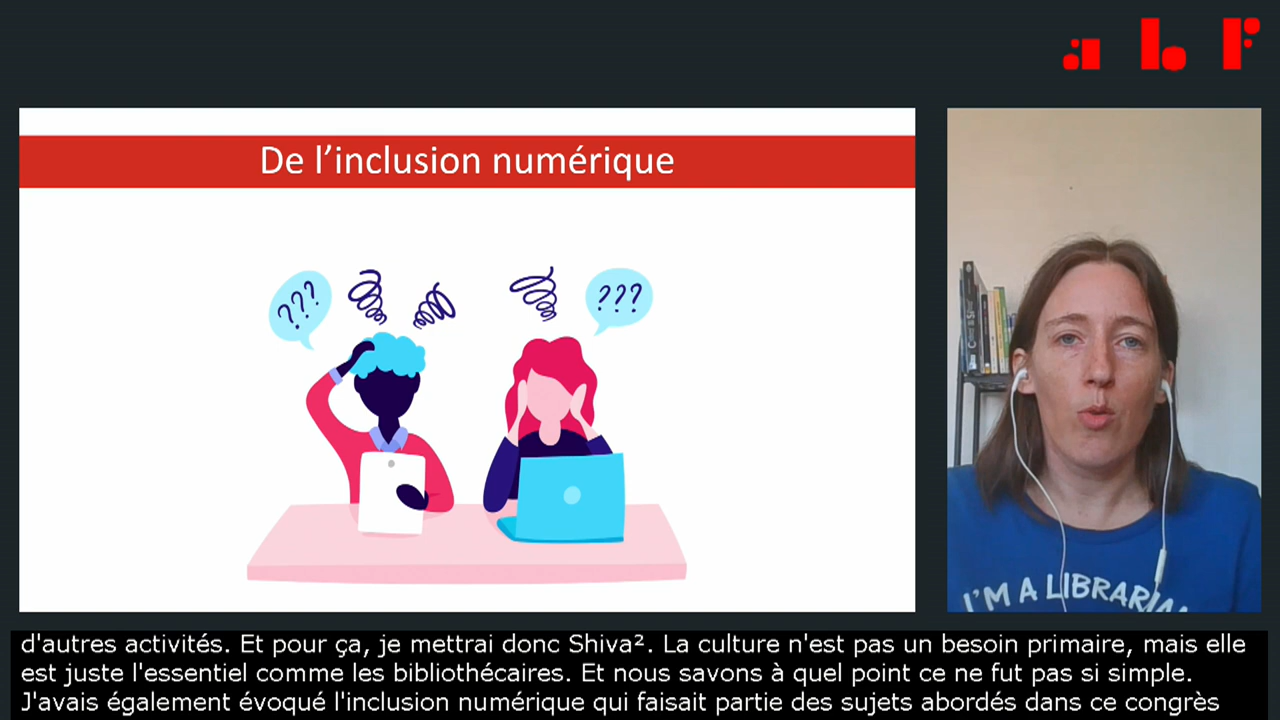 abf
De l’inclusion numérique
???
???
I'M A LIBRARIAN
d'autres activités. Et pour ça, je mettrai donc Shiva². La culture n'est pas un besoin primaire, mais elle
est juste l'essentiel comme les bibliothécaires. Et nous savons à quel point ce ne fut pas si simple.
J'avais également évoqué l'inclusion numérique qui faisait partie des sujets abordés dans ce congrès